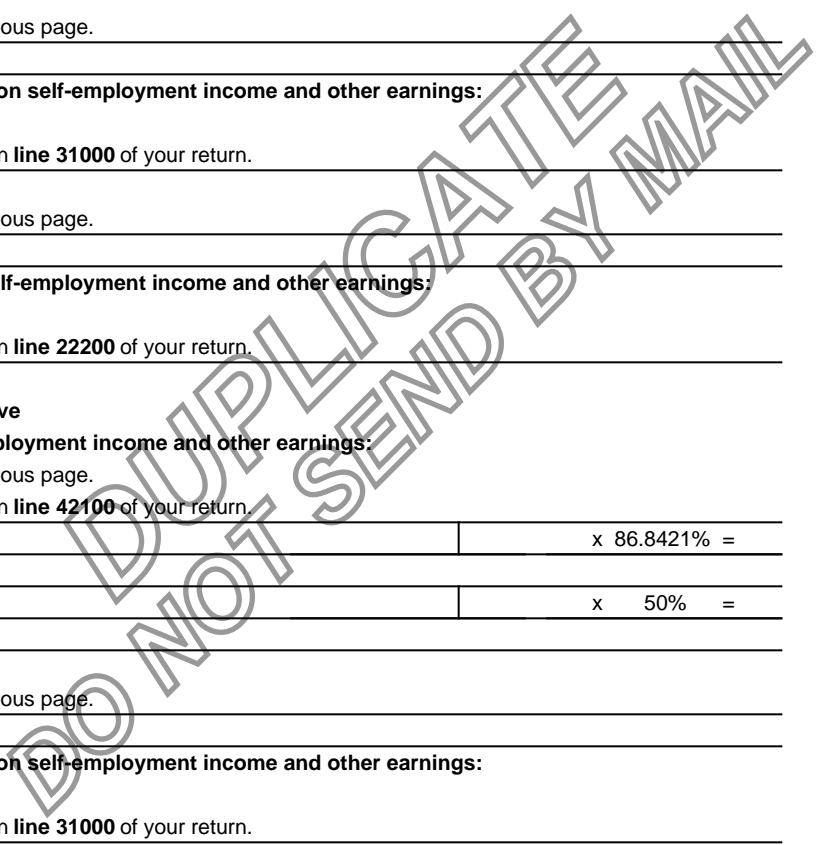 ous page.
on self-employment income and other earnings:
n line 31000 of your return.
ous page.
lf-employment income and other earnings:
n line 22200 of your return.
ve
ployment income and other earnings:
ous page.
n line 42100 of your return.
x 86.8421% =
x 50% =
ous page.
on self-employment income and other earnings:
n line 31000 of your return.
DUPLICATE
DO NOT SEND BY MAIL